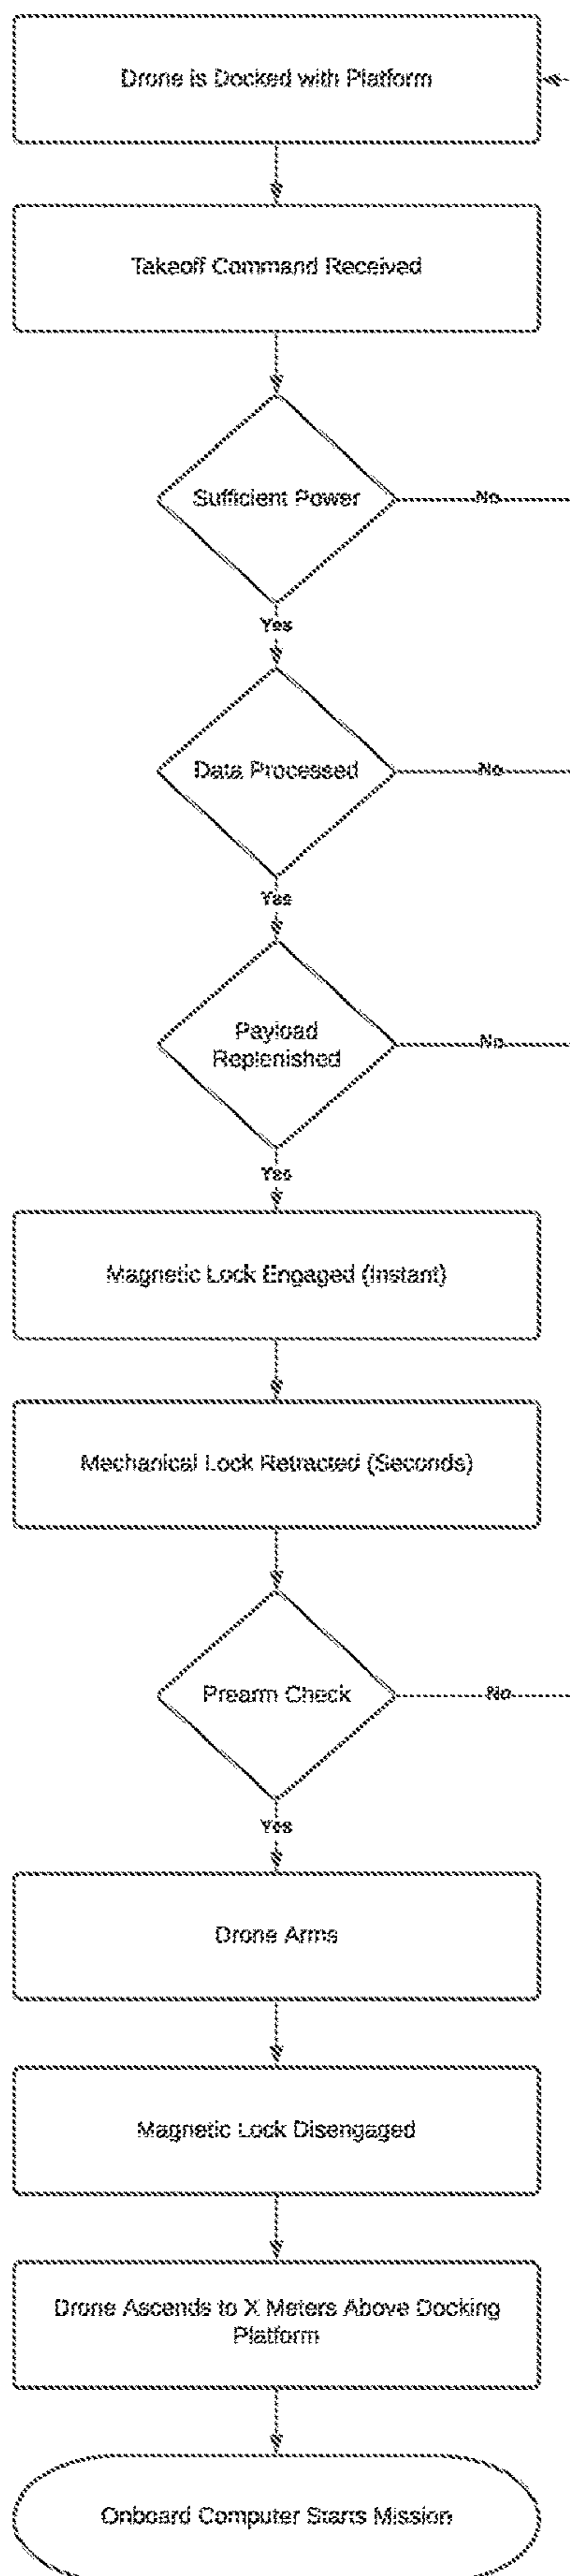 Drone is Docked with Platform
Takeoff Command Received
Sufficient Power
No
Yes
Data Processed
No
Yes
Payload
Replenished
No
Yes
Magnetic Lock Engaged (Instant)
Mechanical Lock Retracted (Seconds)
Prearm Check
No
Yes
Drone Arms
Magnetic Lock Disengaged
Drone Ascends to X Meters Above Docking
Platform
Onboard Computer Starts Mission